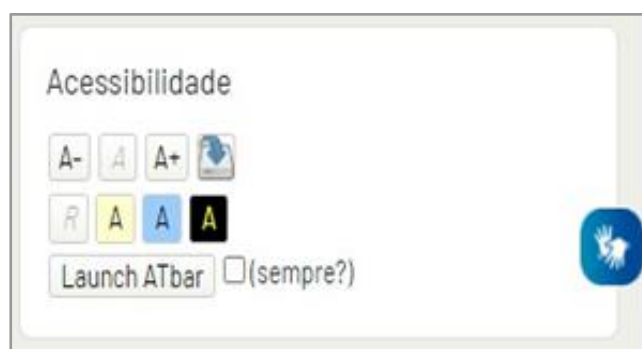 Acessibilidade
A- A A+
R A A A
Launch ATbar (sempre?)